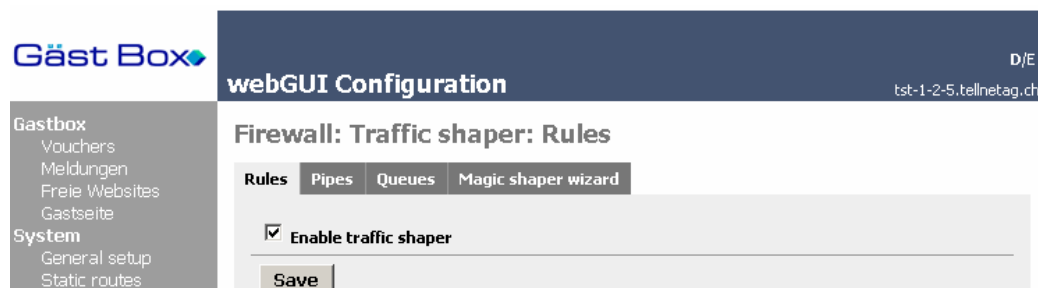 Gäst Box
D/E
webGUI Configuration
tst-1-2-5.tellnetag.ch
Gastbox
Vouchers
Meldungen
Freie Websites
Gastseite
System
General setup
Static routes
Firewall: Traffic shaper: Rules
Rules Pipes Queues Magic shaper wizard
Enable traffic shaper
Save